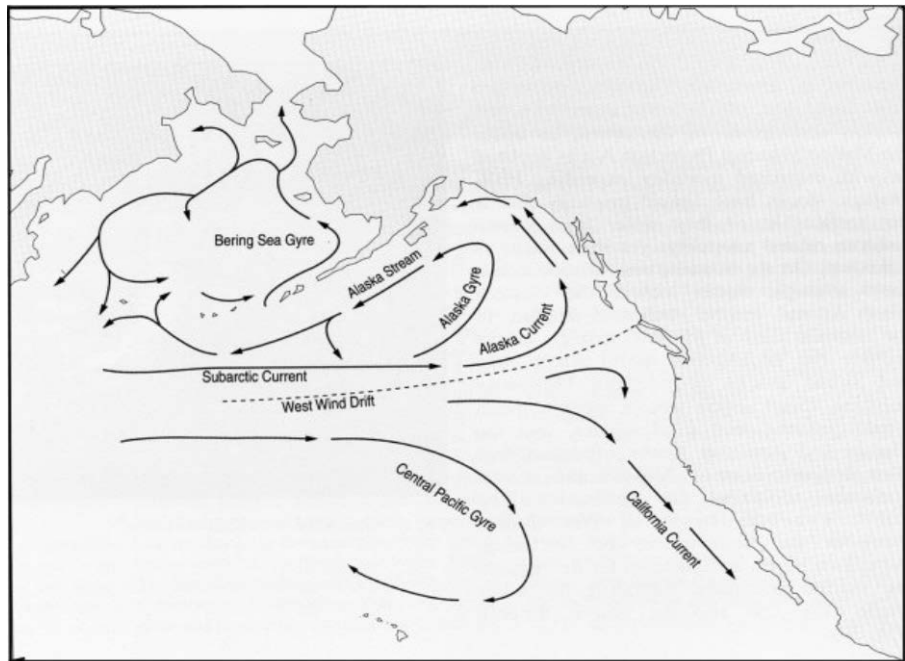 Bering Sea Gyre
Alaska Stream
Alaska Gyre
Alaska Current
Subarctic Current
West Wind Drift
Central Pacific Gyre
California Current